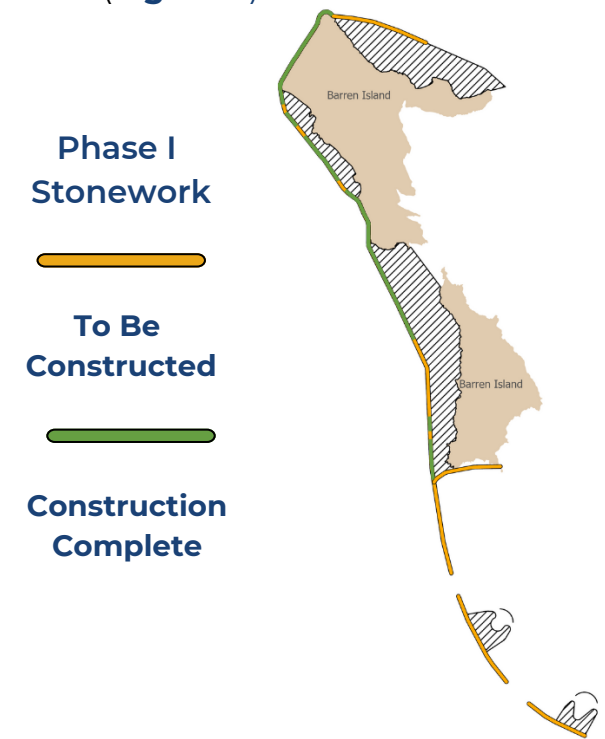 Phase I
Stonework
To Be
Constructed
Construction
Complete
Barren Island
Barren Island